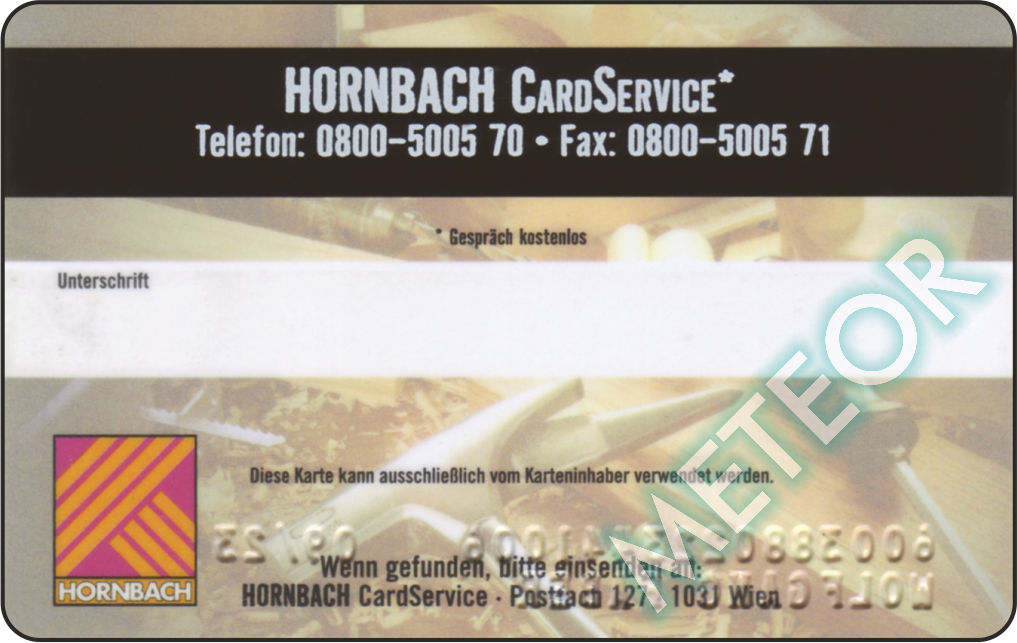 HORNBACH CARDSERVICE*
Telefon: 0800-5005 70 • Fax: 0800-5005 71
* Gespräch kostenlos
Unterschrift
METEOR
Diese Karte kann ausschließlich vom Karteninhaber verwendet werden.
Wenn gefunden, bitte einsenden an:
HORNBACH
HORNBACH CardService · Postfach 127 · 1031 Wien